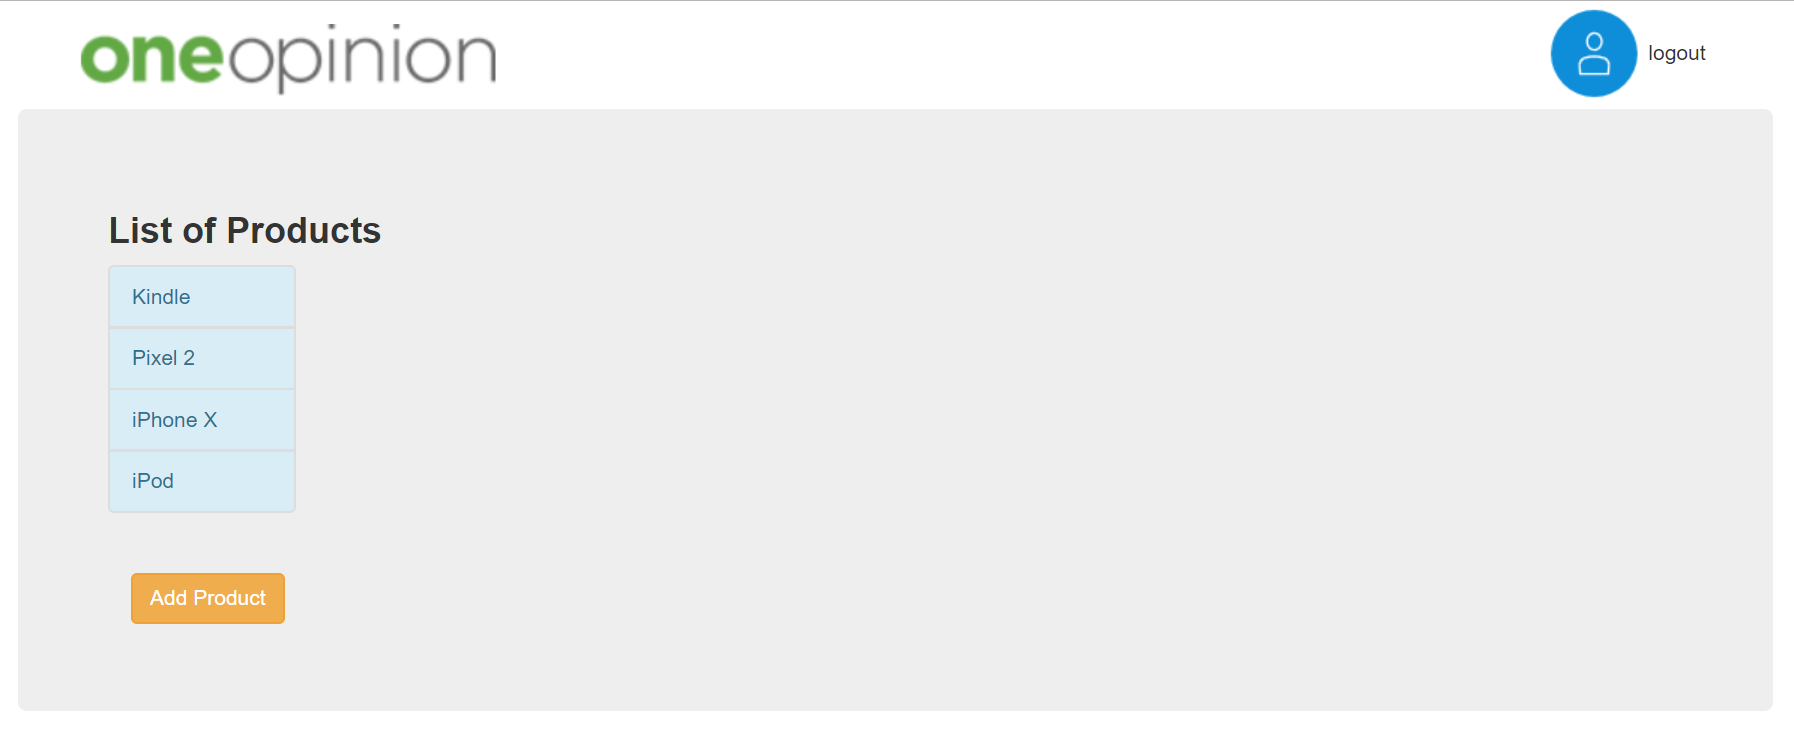 oneopinion
logout
List of Products
Kindle
Pixel 2
iPhone X
iPod
Add Product